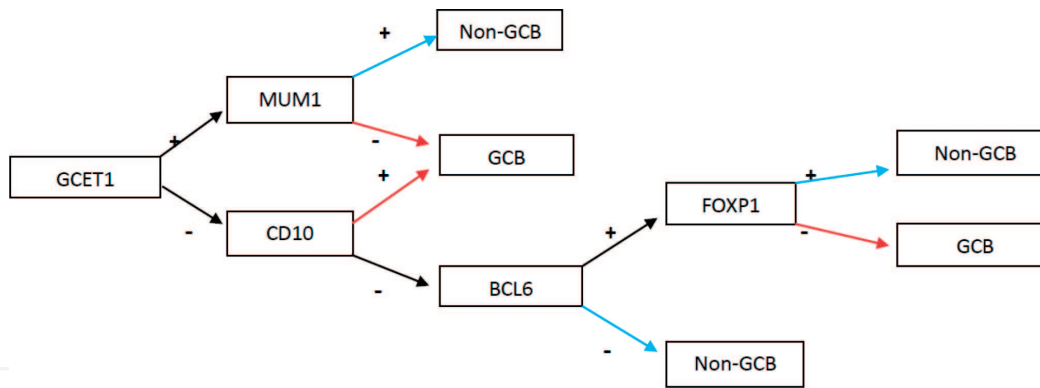 +
Non-GCB
MUM1
+
-
GCB
GCET1
+
+
Non-GCB
-
CD10
+
FOXP1
-
GCB
-
BCL6
-
Non-GCB